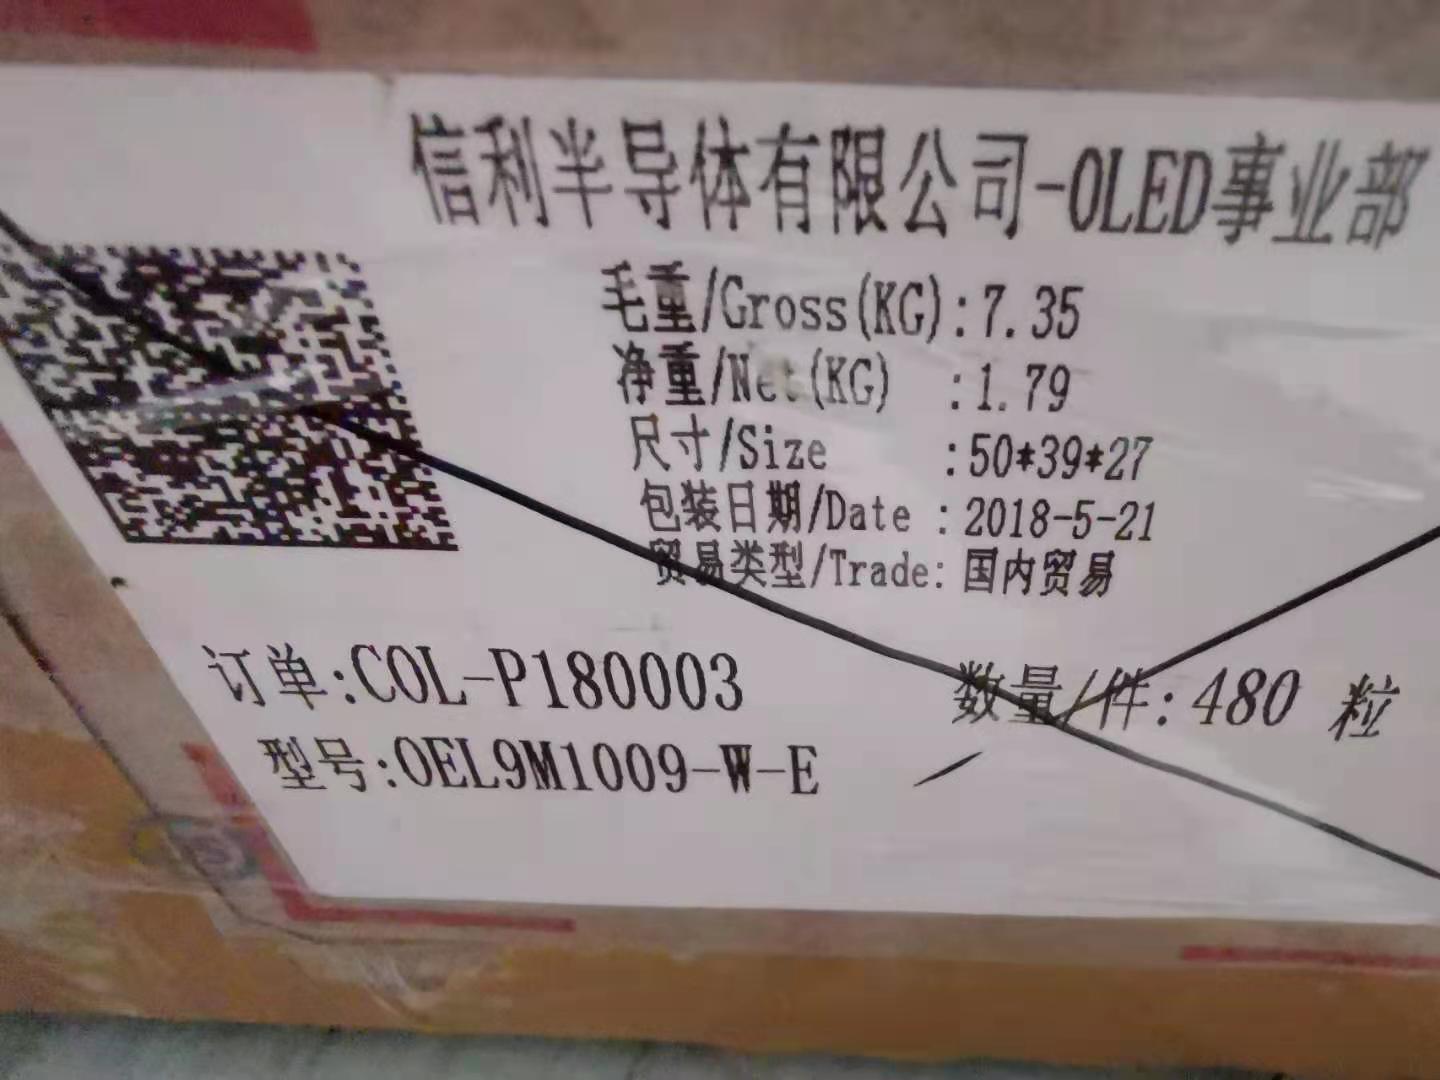 信利半导体有限公司-OLED事业部
毛重/Gross(KG):7.35
净重/Net(KG) :1.79
尺寸/Size :50*39*27
包装日期/Date :2018-5-21
贸易类型/Trade: 国内贸易
订单:COL-P180003 数量/件:480 粒
型号:OEL9M1009-W-E